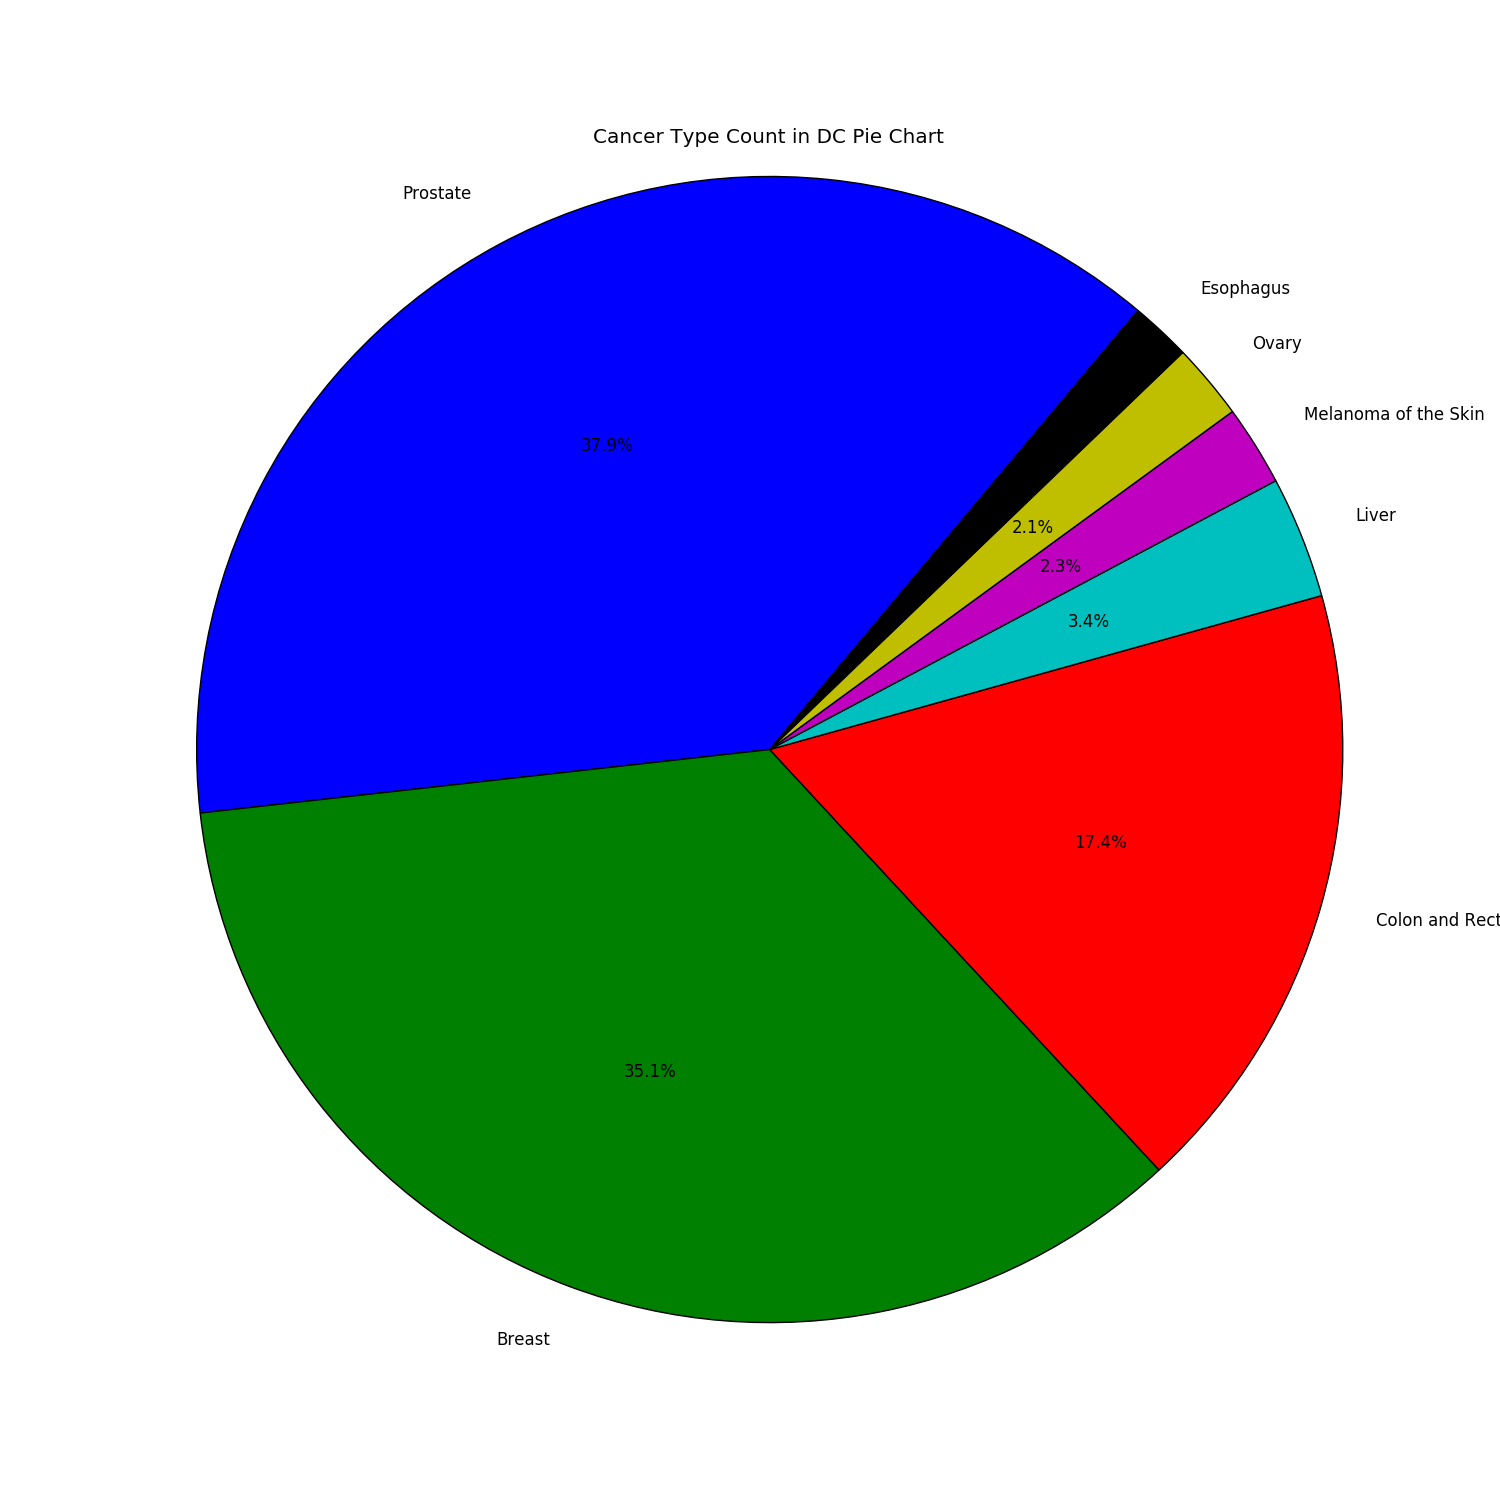 Cancer Type Count in DC Pie Chart
Prostate
Esophagus
Ovary
Melanoma of the Skin
Liver
37.9%
2.1%
2.3%
3.4%
17.4%
Colon and Rect
35.1%
Breast